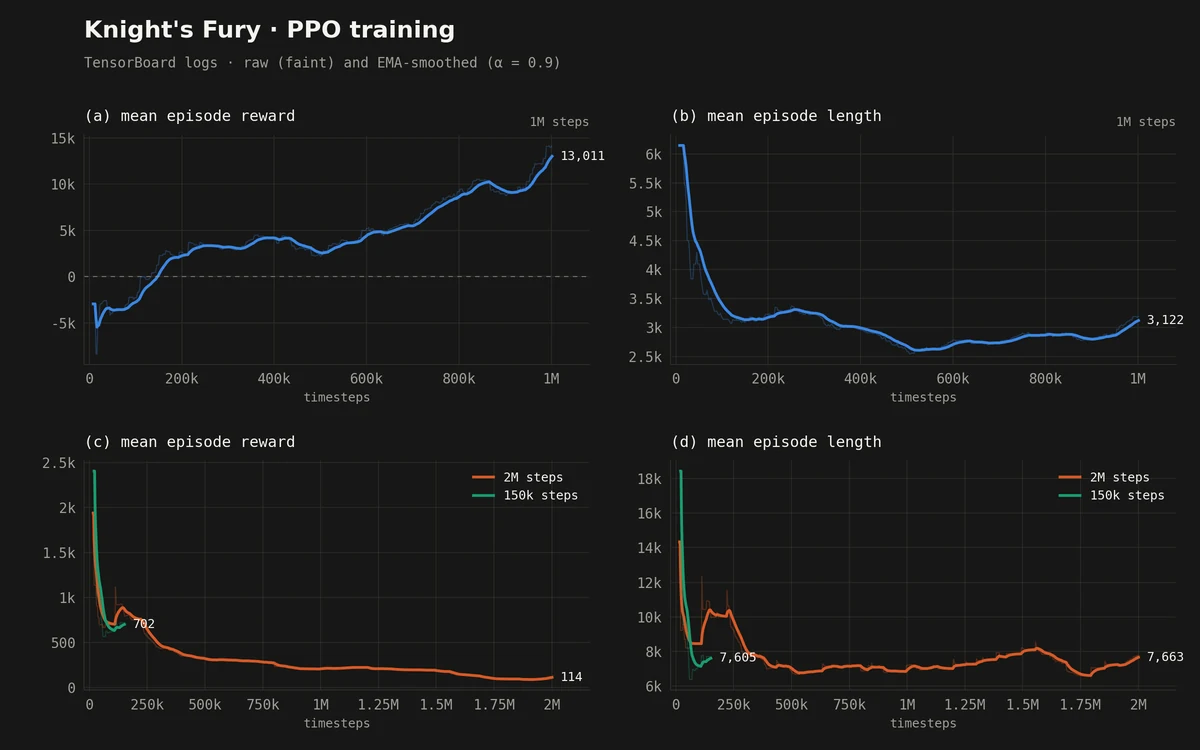 Knight's Fury · PPO training
TensorBoard logs · raw (faint) and EMA-smoothed (α = 0.9)
(a) mean episode reward
1M steps
15k
10k
5k
0
-5k
13,011
0 200k 400k 600k 800k 1M
timesteps
(b) mean episode length
1M steps
6k
5.5k
5k
4.5k
4k
3.5k
3k
2.5k
3,122
0 200k 400k 600k 800k 1M
timesteps
(c) mean episode reward
2.5k
2k
1.5k
1k
500
0
2M steps
150k steps
702
114
0 250k 500k 750k 1M 1.25M 1.5M 1.75M 2M
timesteps
(d) mean episode length
18k
16k
14k
12k
10k
8k
6k
2M steps
150k steps
7,605
7,663
0 250k 500k 750k 1M 1.25M 1.5M 1.75M 2M
timesteps